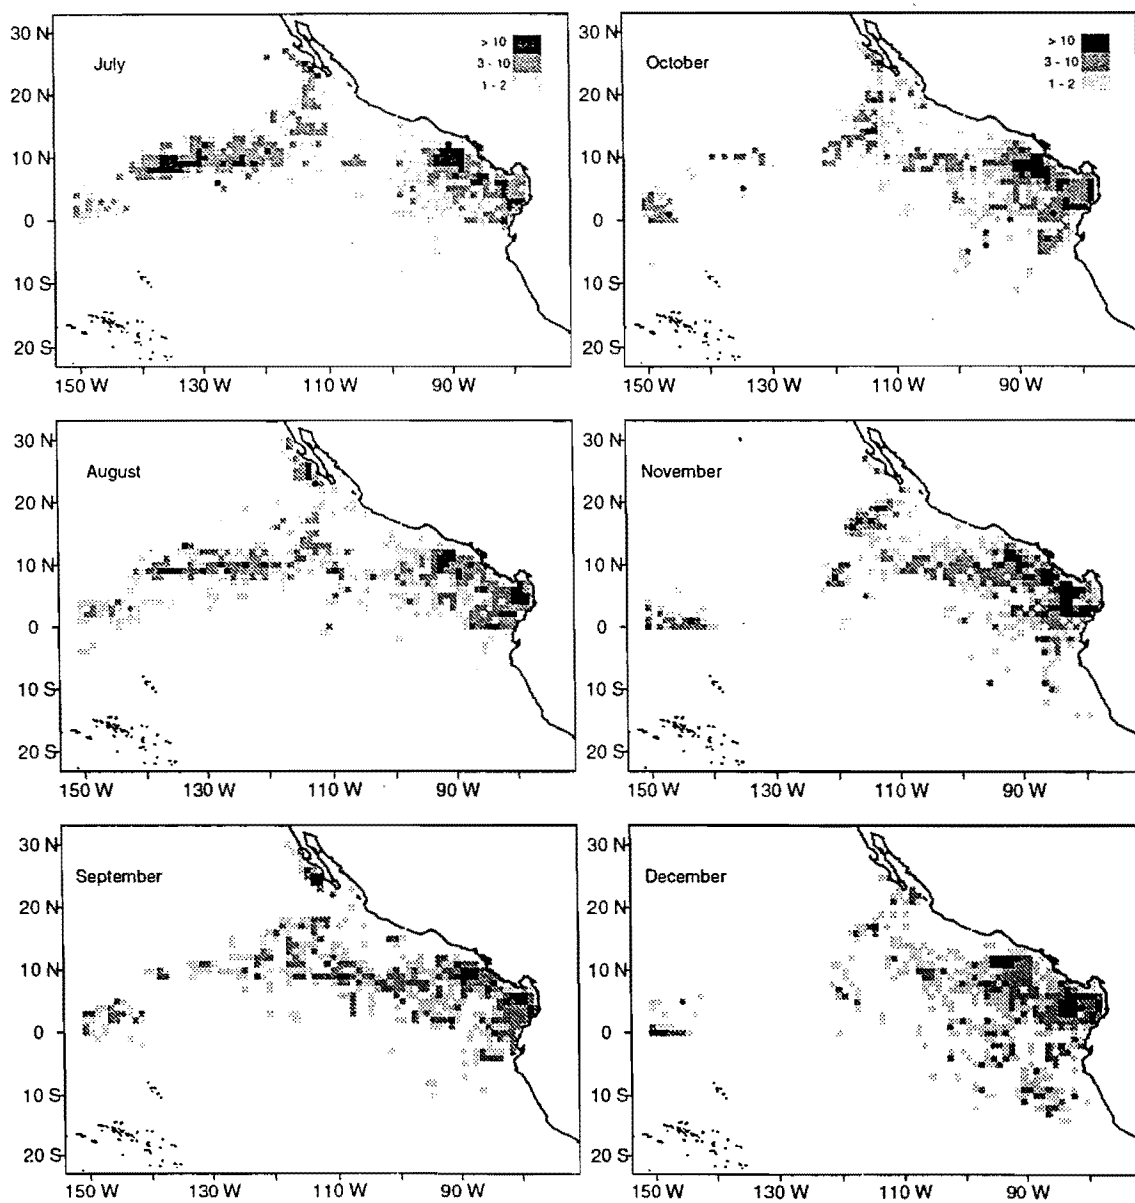 July
> 10
3 - 10
1 - 2
30 N
20 N
10 N
0
10 S
20 S
150 W
130 W
110 W
90 W
October
> 10
3 - 10
1 - 2
30 N
20 N
10 N
0
10 S
20 S
150 W
130 W
110 W
90 W
August
30 N
20 N
10 N
0
10 S
20 S
150 W
130 W
110 W
90 W
November
30 N
20 N
10 N
0
10 S
20 S
150 W
130 W
110 W
90 W
September
30 N
20 N
10 N
0
10 S
20 S
150 W
130 W
110 W
90 W
December
30 N
20 N
10 N
0
10 S
20 S
150 W
130 W
110 W
90 W